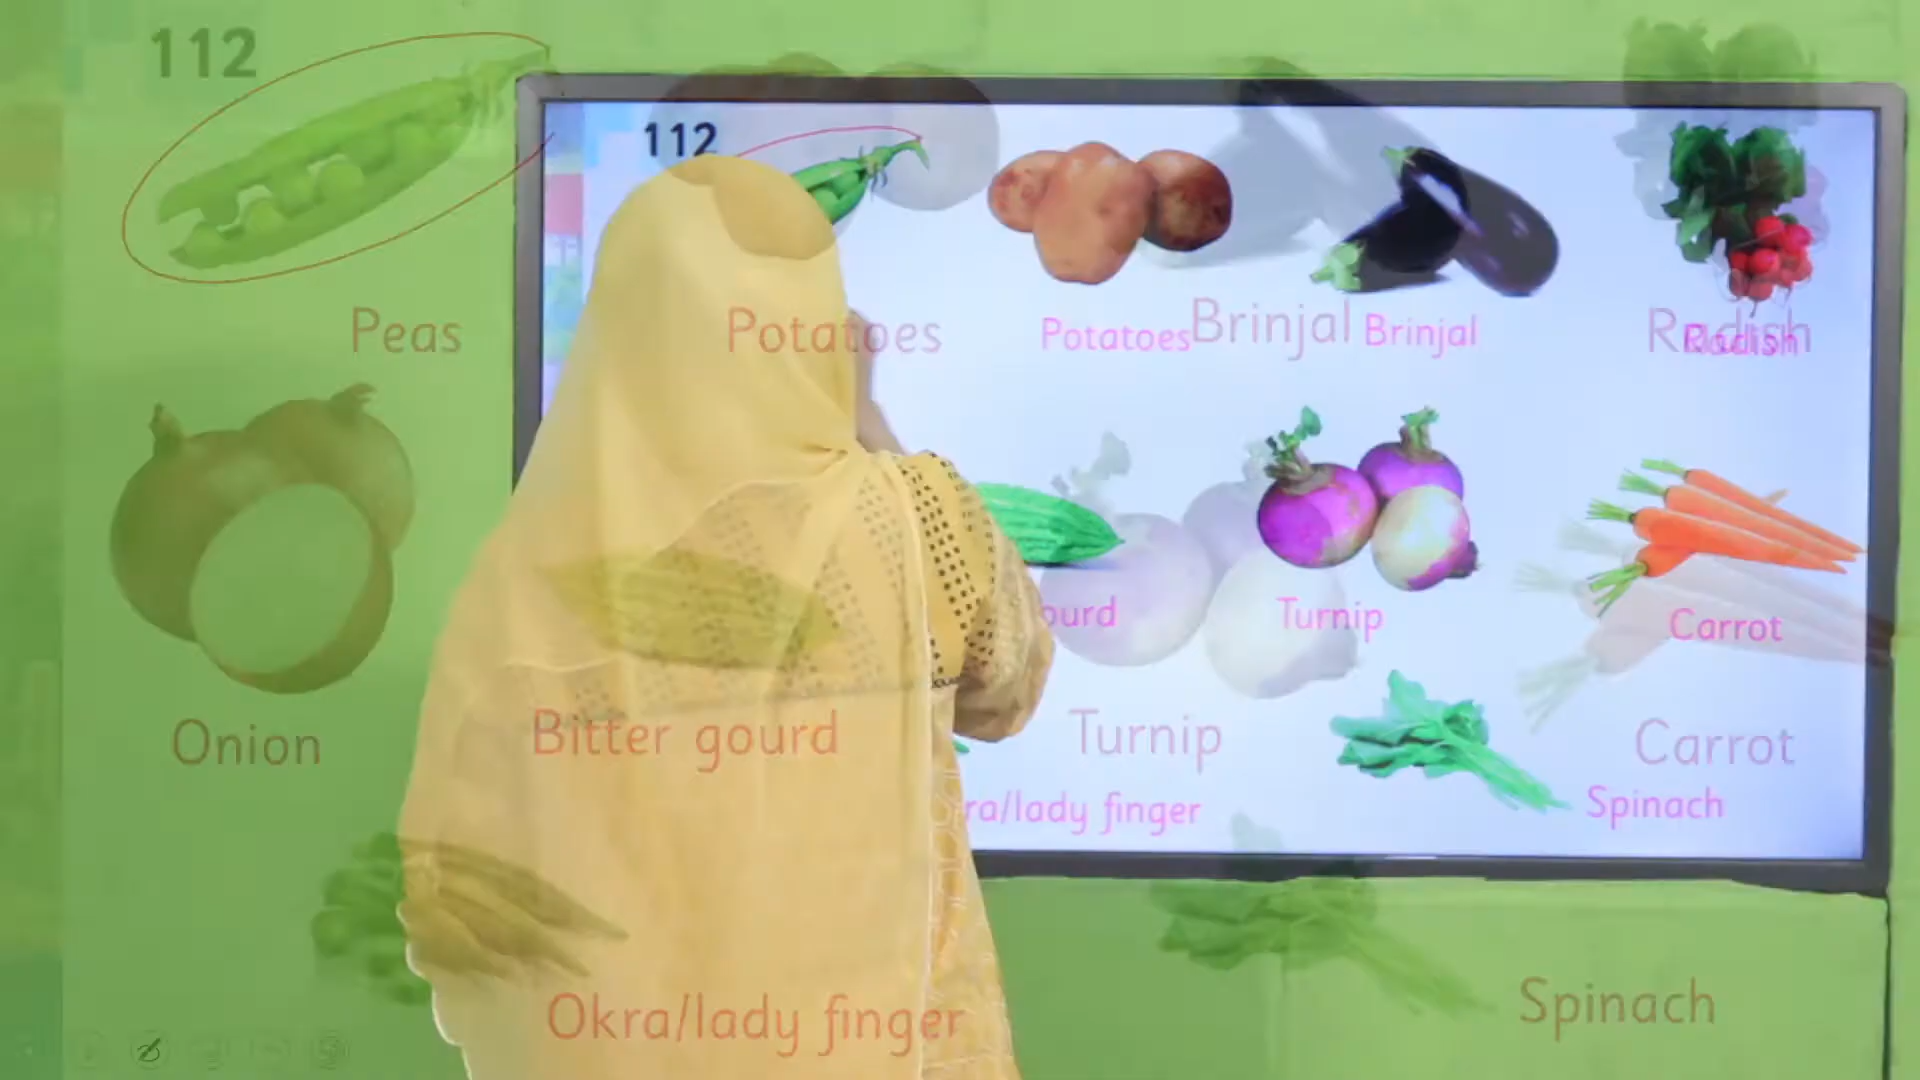 112
112
Peas
Potatoes
Potatoes
Brinjal
Brinjal
Radish
Radish
ourd
Turnip
Carrot
Onion
Bitter gourd
Turnip
Carrot
ra/lady finger
Spinach
Okra/lady finger
Spinach